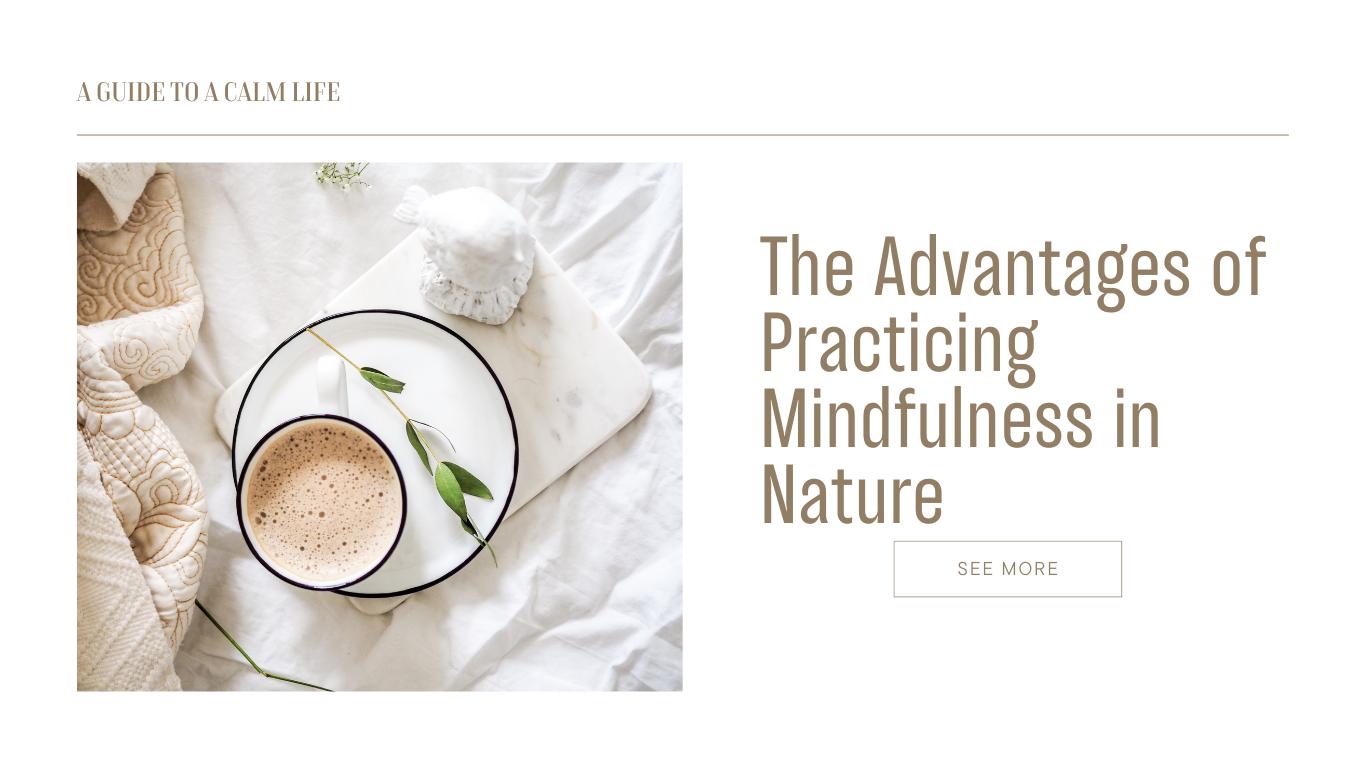 A GUIDE TO A CALM LIFE
The Advantages of
Practicing
Mindfulness in
Nature
SEE MORE